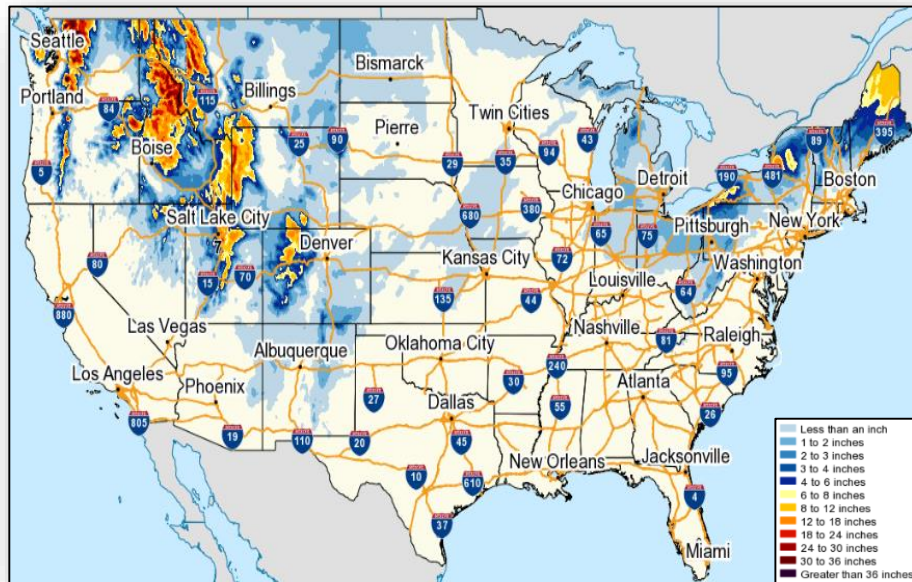 Seattle
Bismarck
Portland
84
115
Billings
Twin Cities
43
395
89
Boise
25
90
Pierre
94
190
481
5
29
35
Detroit
Boston
Chicago
Salt Lake City
680
380
Pittsburgh
New York
65
75
Denver
80
Kansas City
72
Washington
15
70
Louisville
64
135
44
880
Las Vegas
Nashville
81
Raleigh
Albuquerque
Oklahoma City
240
95
Los Angeles
30
Atlanta
Phoenix
27
Dallas
55
26
805
19
110
20
45
Less than an inch
1 to 2 inches
2 to 3 inches
3 to 4 inches
4 to 6 inches
6 to 8 inches
8 to 12 inches
12 to 18 inches
18 to 24 inches
24 to 30 inches
30 to 36 inches
Greater than 36 inches
New Orleans
Jacksonville
10
610
4
37
Miami